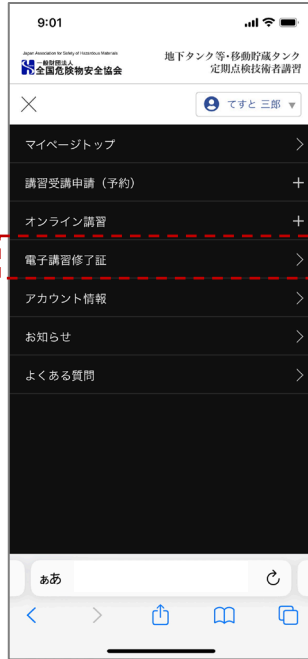 9:01
Japan Association for Safety of Hazardous Materials
一般財団法人
全国危険物安全協会
地下タンク等・移動貯蔵タンク
定期点検技術者講習
てすと 三郎 ▼
マイページトップ
講習受講申請（予約）
オンライン講習
電子講習修了証
アカウント情報
お知らせ
よくある質問
ぁあ